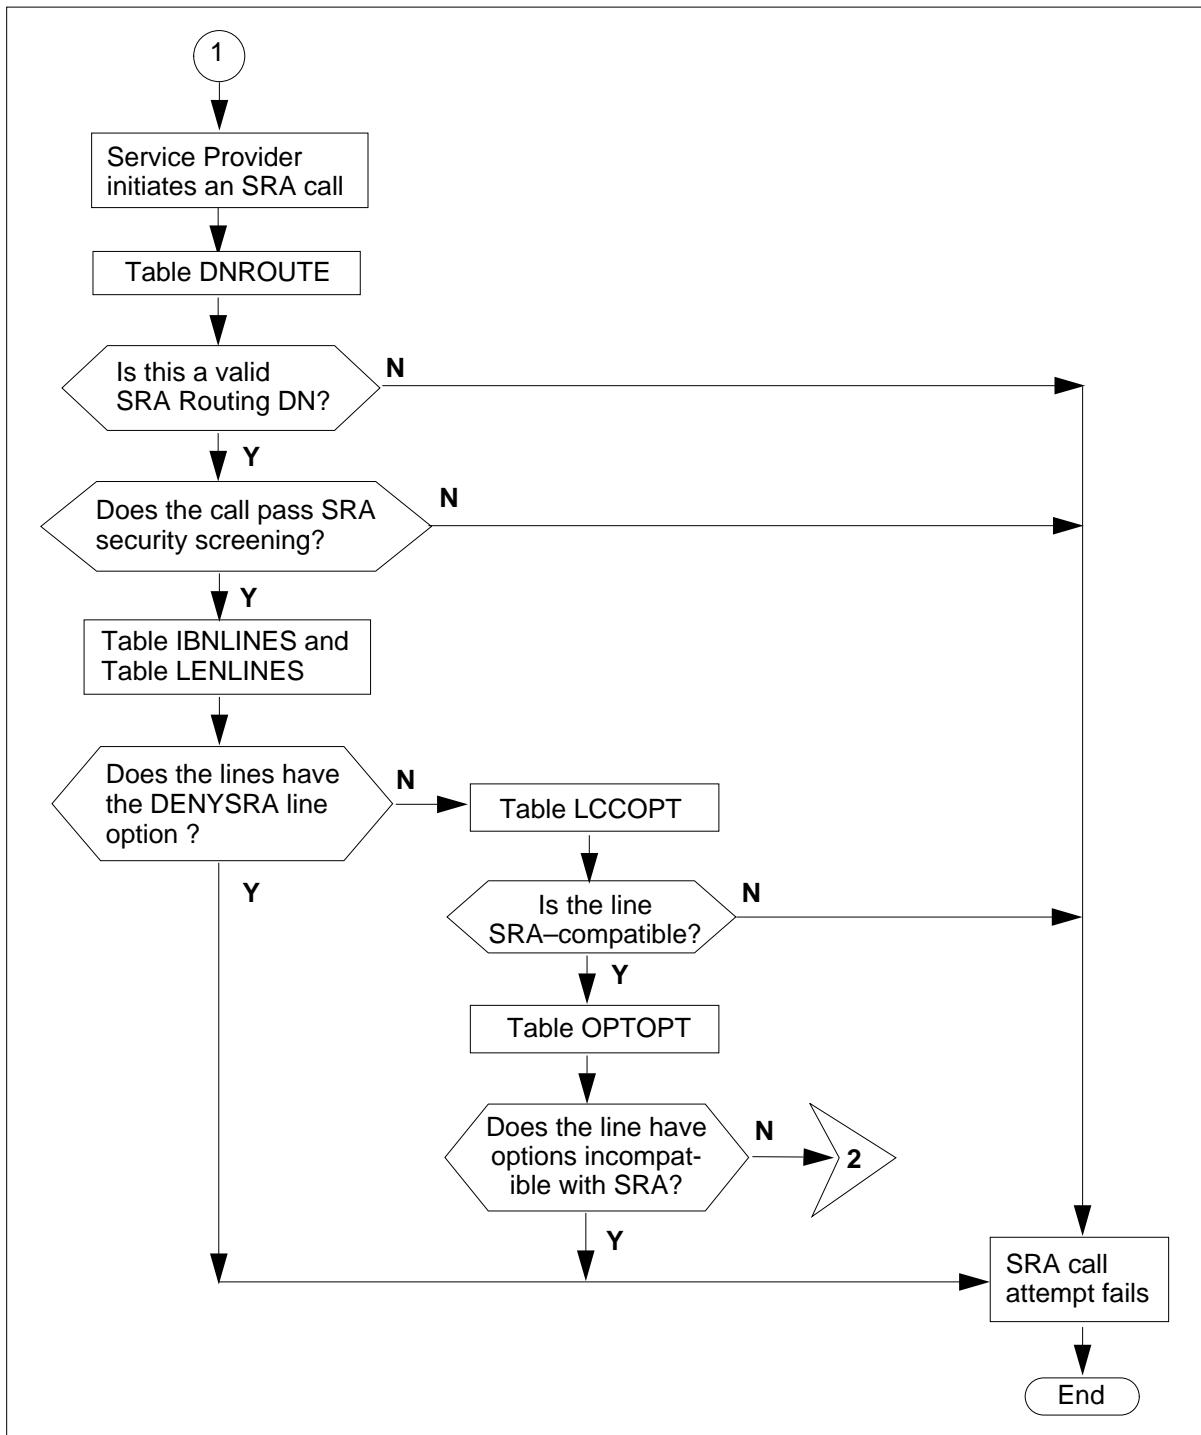 1
Service Provider
initiates an SRA call
Table DNROUTE
Is this a valid
SRA Routing DN?
N
Y
Does the call pass SRA
security screening?
N
Y
Table IBNLINES and
Table LENLINES
Does the lines have
the DENYSRA line
option ?
N
Y
Table LCCOPT
Is the line
SRA–compatible?
N
Y
Table OPTOPT
Does the line have
options incompat-
ible with SRA?
N
2
Y
SRA call
attempt fails
End